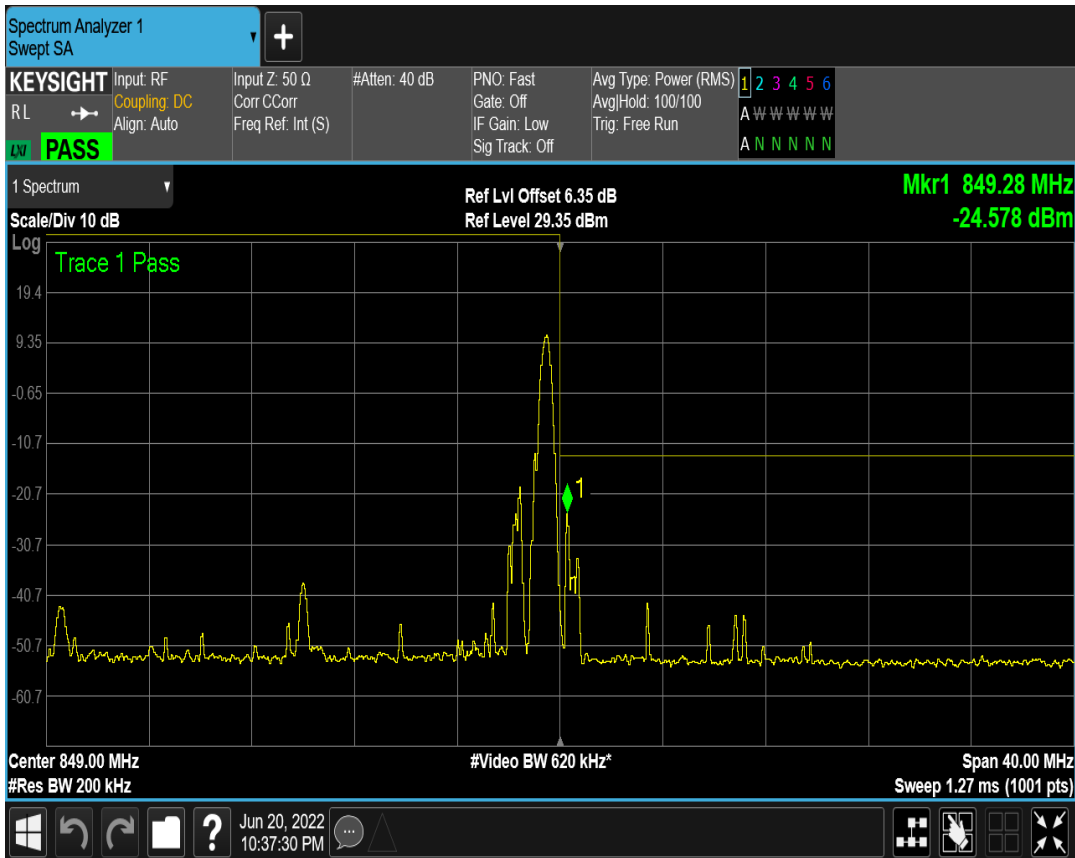 Spectrum Analyzer 1
Swept SA
+
KEYSIGHT Input: RF Input Z: 50 Ω #Atten: 40 dB PNO: Fast Avg Type: Power (RMS) 1 2 3 4 5 6
RL Coupling: DC Corr CCorr Gate: Off Avg|Hold: 100/100 A W W W W W
Align: Auto Freq Ref: Int (S) IF Gain: Low Trig: Free Run
LXI PASS Sig Track: Off A N N N N N
1 Spectrum Ref Lvl Offset 6.35 dB Mkr1 849.28 MHz
Scale/Div 10 dB Ref Level 29.35 dBm -24.578 dBm
Log
Trace 1 Pass
19.4
9.35
-0.65
-10.7
-20.7
1
-30.7
-40.7
-50.7
-60.7
Center 849.00 MHz #Video BW 620 kHz* Span 40.00 MHz
#Res BW 200 kHz Sweep 1.27 ms (1001 pts)
? Jun 20, 2022
10:37:30 PM